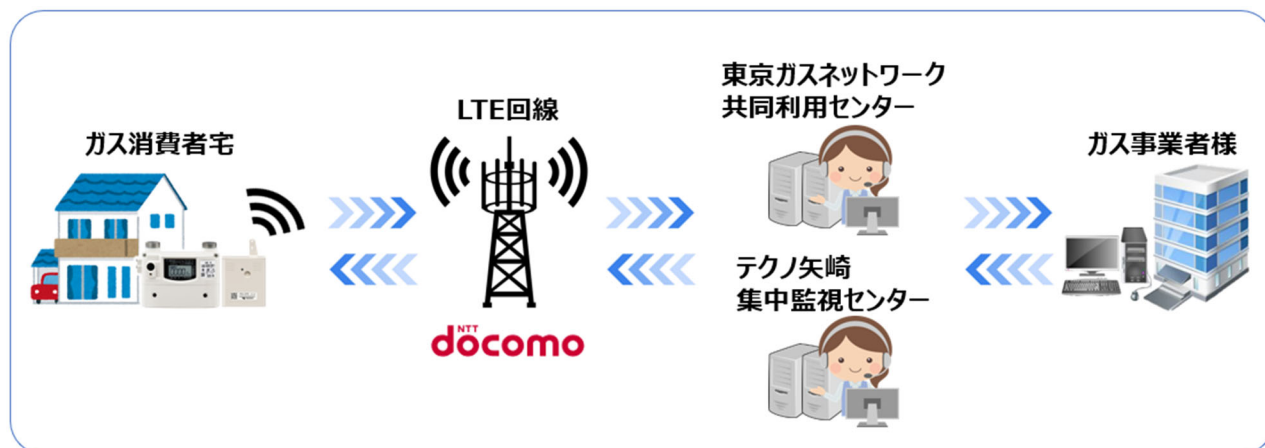 ガス消費者宅
LTE回線
NTT
docomo
東京ガスネットワーク
共同利用センター
テクノ矢崎
集中監視センター
ガス事業者様